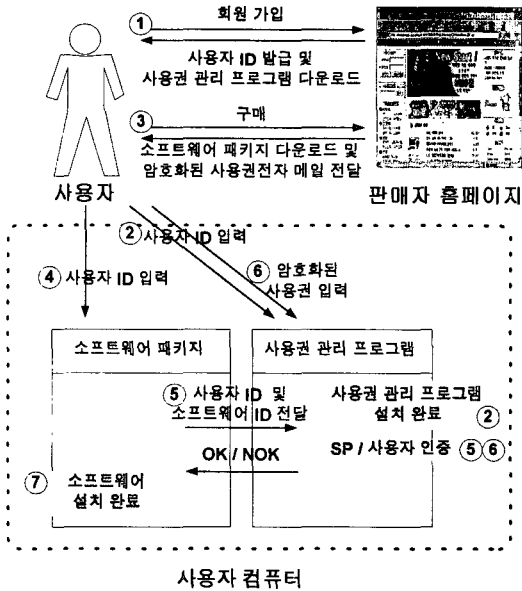 회원 가입
①
사용자 ID 발급 및
사용권 관리 프로그램 다운로드
③
구매
소프트웨어 패키지 다운로드 및
암호화된 사용권전자 메일 전달
사용자
판매자 홈페이지
② 사용자 ID 입력
④ 사용자 ID 입력
⑥ 암호화된
사용권 입력
소프트웨어 패키지
사용권 관리 프로그램
⑤ 사용자 ID 및
소프트웨어 ID 전달
사용권 관리 프로그램
설치 완료 ②
OK / NOK
SP / 사용자 인증 ⑤ ⑥
⑦ 소프트웨어
설치 완료
사용자 컴퓨터